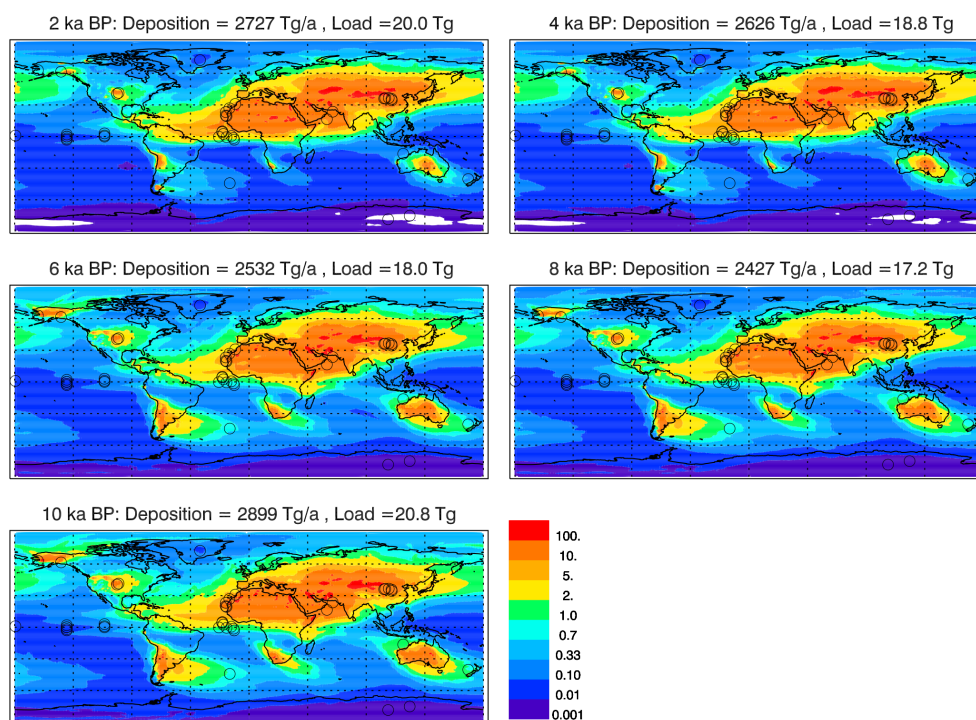 2 ka BP: Deposition = 2727 Tg/a , Load =20.0 Tg
4 ka BP: Deposition = 2626 Tg/a , Load =18.8 Tg
6 ka BP: Deposition = 2532 Tg/a , Load =18.0 Tg
8 ka BP: Deposition = 2427 Tg/a , Load =17.2 Tg
10 ka BP: Deposition = 2899 Tg/a , Load =20.8 Tg
100.
10.
5.
2.
1.0
0.7
0.33
0.10
0.01
0.001